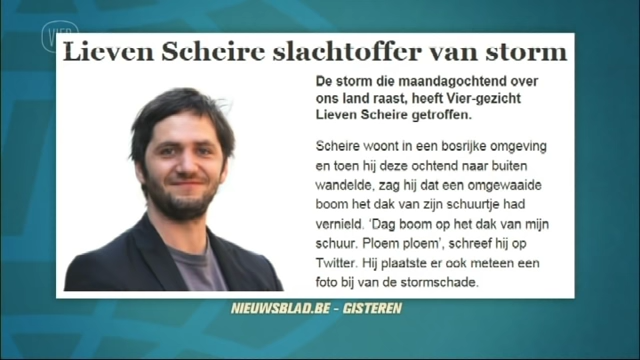 VIER
Lieven Scheire slachtoffer van storm
De storm die maandagochtend over
ons land raast, heeft Vier-gezicht
Lieven Scheire getroffen.
Scheire woont in een bosrijke omgeving
en toen hij deze ochtend naar buiten
wandelde, zag hij dat een omgewaaide
boom het dak van zijn schuurtje had
vernield. 'Dag boom op het dak van mijn
schuur. Ploem ploem', schreef hij op
Twitter. Hij plaatste er ook meteen een
foto bij van de stormschade.
NIEUWSBLAD.BE - GISTEREN